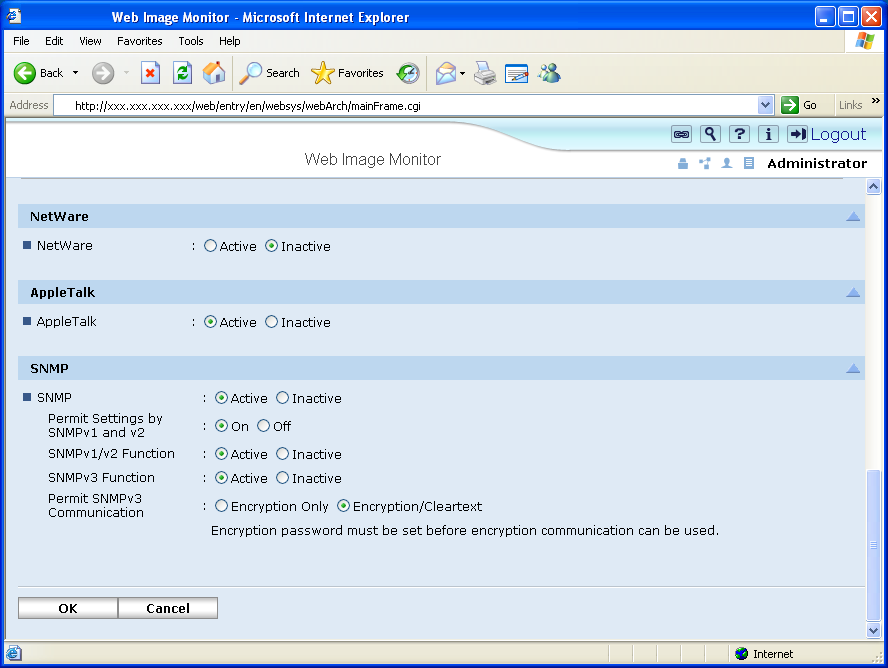 Web Image Monitor - Microsoft Internet Explorer
File Edit View Favorites Tools Help
Back Search Favorites
Address http://xxx.xxx.xxx.xxx/web/entry/en/websys/webArch/mainFrame.cgi Go Links »
? i Logout
Web Image Monitor
Administrator
NetWare
NetWare : Active Inactive
AppleTalk
AppleTalk : Active Inactive
SNMP
SNMP : Active Inactive
Permit Settings by
SNMPv1 and v2 : On Off
SNMPv1/v2 Function : Active Inactive
SNMPv3 Function : Active Inactive
Permit SNMPv3
Communication : Encryption Only Encryption/Cleartext
Encryption password must be set before encryption communication can be used.
OK Cancel
Internet